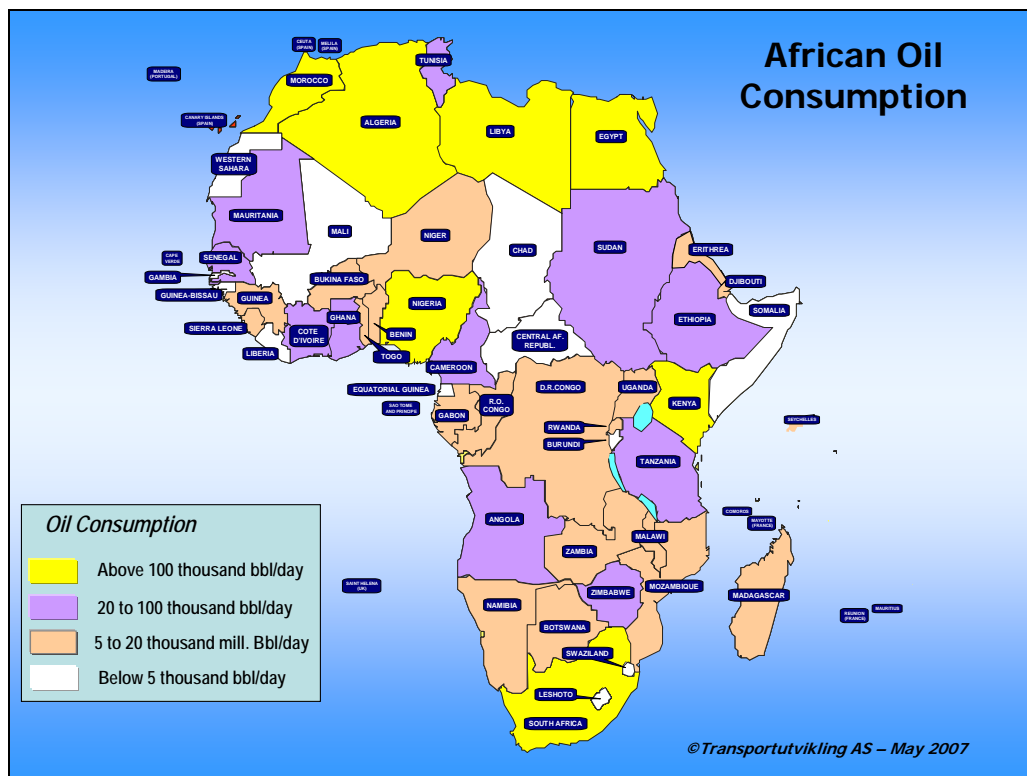 African Oil
Consumption
CEUTA
(SPAIN)
MELILA
(SPAIN)
TUNISIA
MADEIRA
(PORTUGAL)
MOROCCO
CANARY ISLANDS
(SPAIN)
ALGERIA
LIBYA
EGYPT
WESTERN
SAHARA
MAURITANIA
MALI
NIGER
CHAD
SUDAN
ERITHREA
CAPE
VERDE
SENEGAL
GAMBIA
BUKINA FASO
DJIBOUTI
GUINEA-BISSAU
GUINEA
NIGERIA
SOMALIA
GHANA
ETHIOPIA
SIERRA LEONE
COTE
D'IVOIRE
BENIN
CENTRAL AF.
REPUBL.
LIBERIA
TOGO
CAMEROON
EQUATORIAL GUINEA
D.R.CONGO
UGANDA
SAO TOME
AND PRINCIPE
GABON
R.O.
CONGO
KENYA
SEYCHELLES
RWANDA
BURUNDI
TANZANIA
ANGOLA
COMOROS
MAYOTTE
(FRANCE)
MALAWI
ZAMBIA
SAINT HELENA
(UK)
MOZAMBIQUE
ZIMBABWE
MADAGASCAR
NAMIBIA
REUNION
(FRANCE)
MAURITIUS
BOTSWANA
SWAZILAND
LESHOTO
SOUTH AFRICA
Oil Consumption
Above 100 thousand bbl/day
20 to 100 thousand bbl/day
5 to 20 thousand mill. Bbl/day
Below 5 thousand bbl/day
©Transportutvikling AS – May 2007